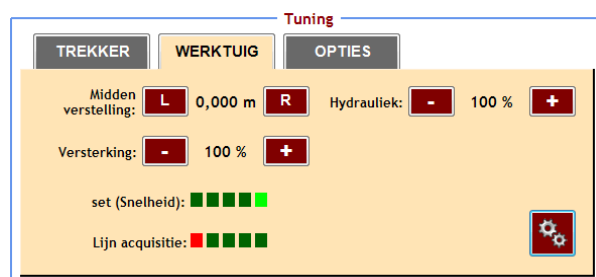 Tuning
TREKKER WERKTUIG OPTIES
Midden
verstelling: L 0,000 m R Hydrauliek: - 100 % +
Versterking: - 100 % +
set (Snelheid):
Lijn acquisitie: